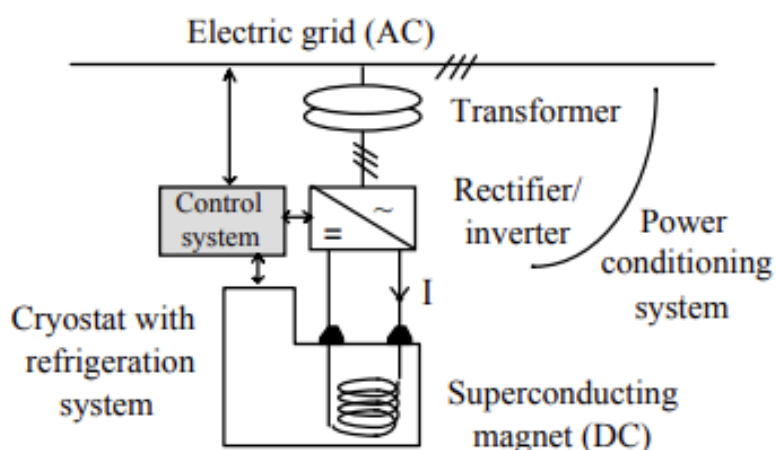 Electric grid (AC)
Transformer
Control
system
~
=
Rectifier/
inverter
Power
conditioning
system
I
Cryostat with
refrigeration
system
Superconducting
magnet (DC)